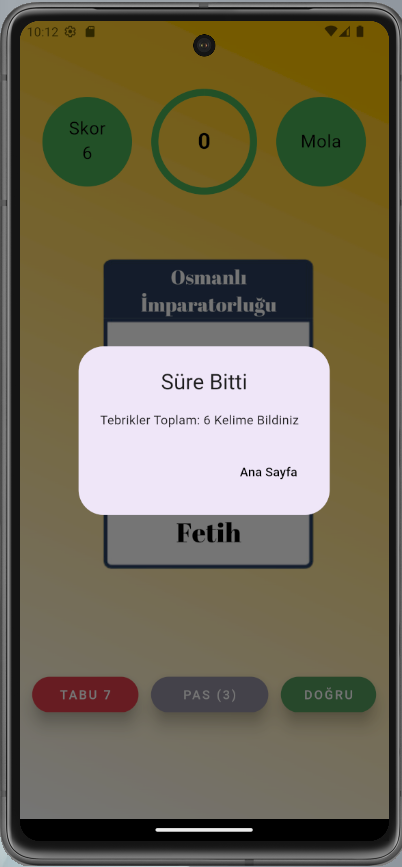 10:12
Skor
6
0
Mola
Osmanlı
İmparatorluğu
Süre Bitti
Tebrikler Toplam: 6 Kelime Bildiniz
Ana Sayfa
Fetih
TABU 7
PAS (3)
DOĞRU